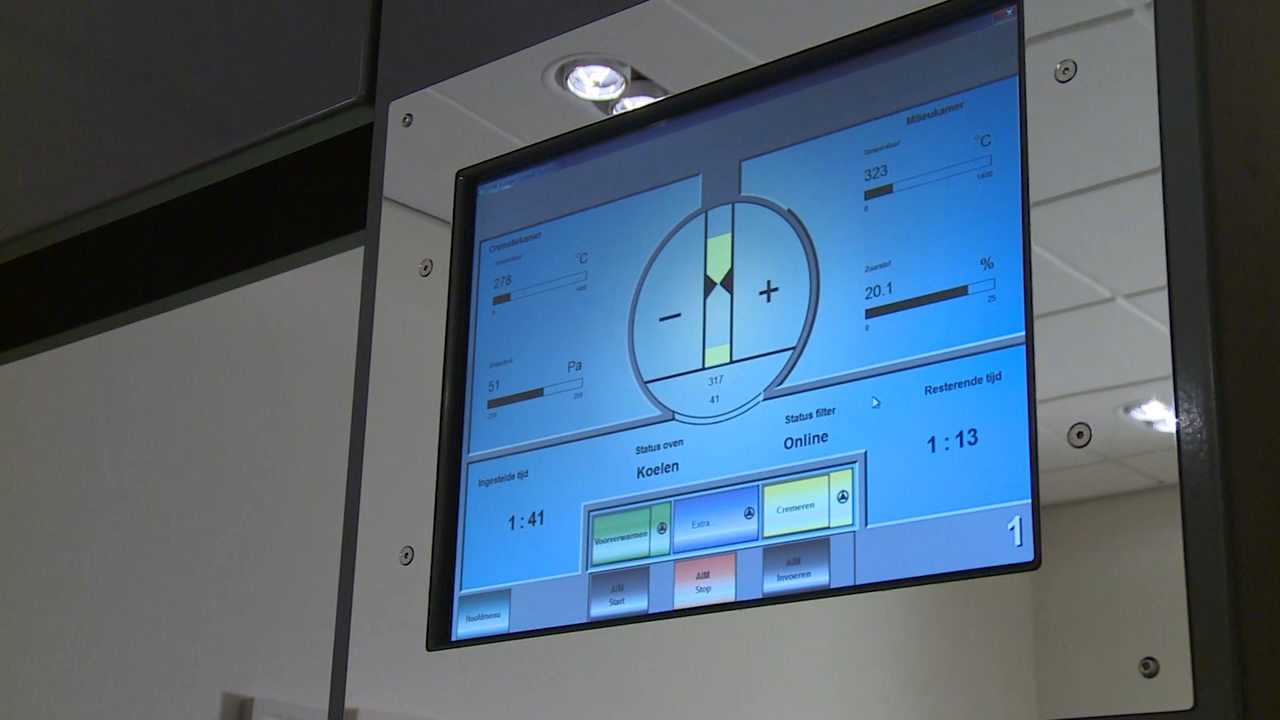 Crematiekamer
Temperatuur
278
°C
0
1400
Onderdruk
51
Pa
250
Milieukamer
Temperatuur
323
°C
0
1400
Zuurstof
20.1
%
0
25
−
+
317
41
Ingestelde tijd
1:41
Status oven
Koelen
Status filter
Online
Resterende tijd
1:13
Voorverwarmen
Extra...
Cremeren
Hoofdmenu
AIM
Start
AIM
Stop
AIM
Invoeren
1